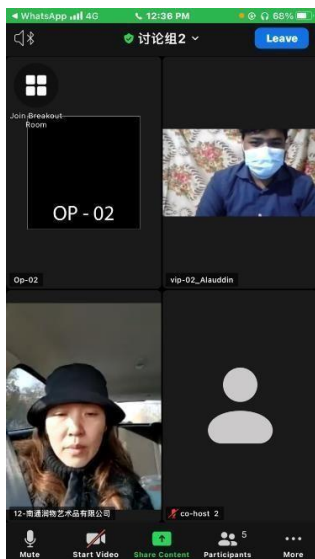 WhatsApp 4G 12:36 PM 68%
讨论组2
Leave
Join Breakout
Room
OP - 02
Op-02
vip-02_Alauddin
12-南通润物艺术品有限公司
co-host 2
5
Mute Start Video Share Content Participants More